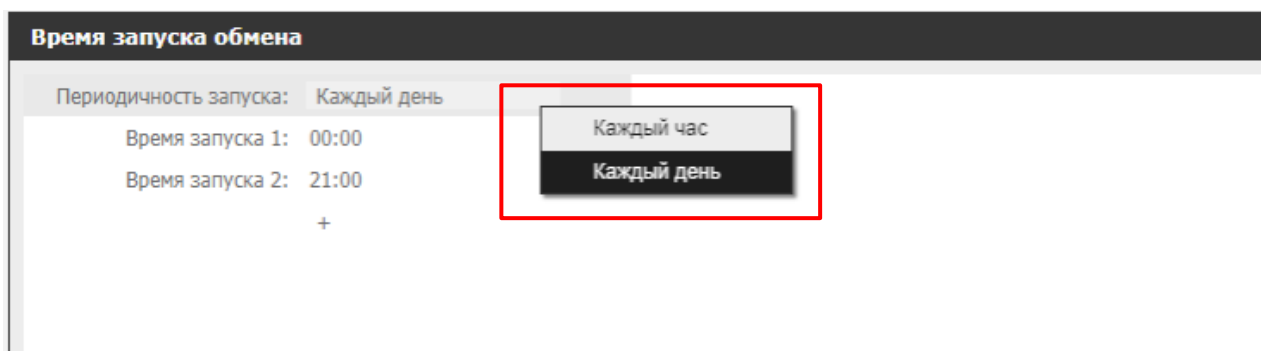 Время запуска обмена
Периодичность запуска: Каждый день
Каждый час
Время запуска 1: 00:00
Каждый день
Время запуска 2: 21:00
+